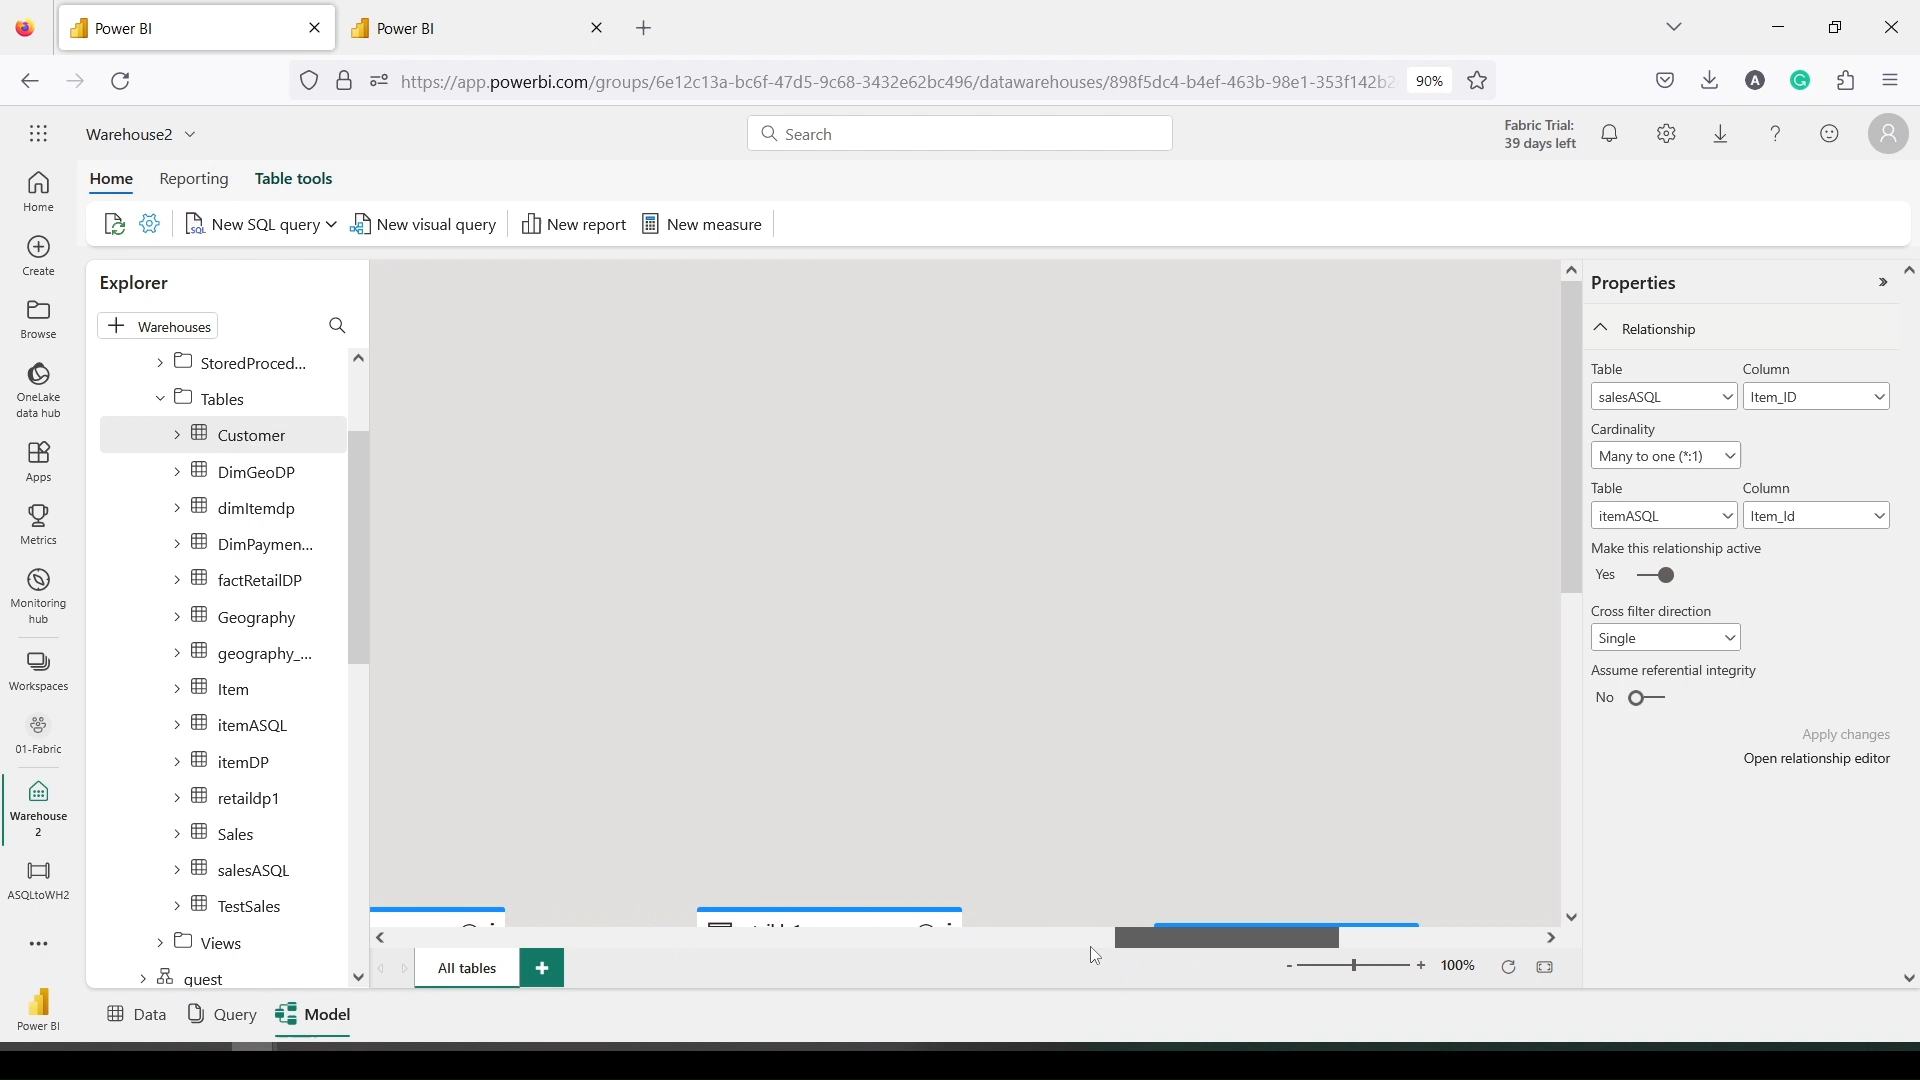 Power BI
Power BI
https://app.powerbi.com/groups/6e12c13a-bc6f-47d5-9c68-3432e62bc496/datawarehouses/898f5dc4-b4ef-463b-98e1-353f142b2
90%
A
Warehouse2
Search
Fabric Trial:
39 days left
Home
Reporting
Table tools
New SQL query
New visual query
New report
New measure
Home
Create
Browse
OneLake
data hub
Apps
Metrics
Monitoring
hub
Workspaces
01-Fabric
Warehouse
2
ASQLtoWH2
Power BI
Explorer
+ Warehouses
StoredProced...
Tables
Customer
DimGeoDP
dimItemdp
DimPaymen...
factRetailDP
Geography
geography_...
Item
itemASQL
itemDP
retaildp1
Sales
salesASQL
TestSales
Views
guest
All tables
+
- + 100%
Data
Query
Model
Properties
Relationship
Table Column
salesASQL Item_ID
Cardinality
Many to one (*:1)
Table Column
itemASQL Item_Id
Make this relationship active
Yes
Cross filter direction
Single
Assume referential integrity
No
Apply changes
Open relationship editor